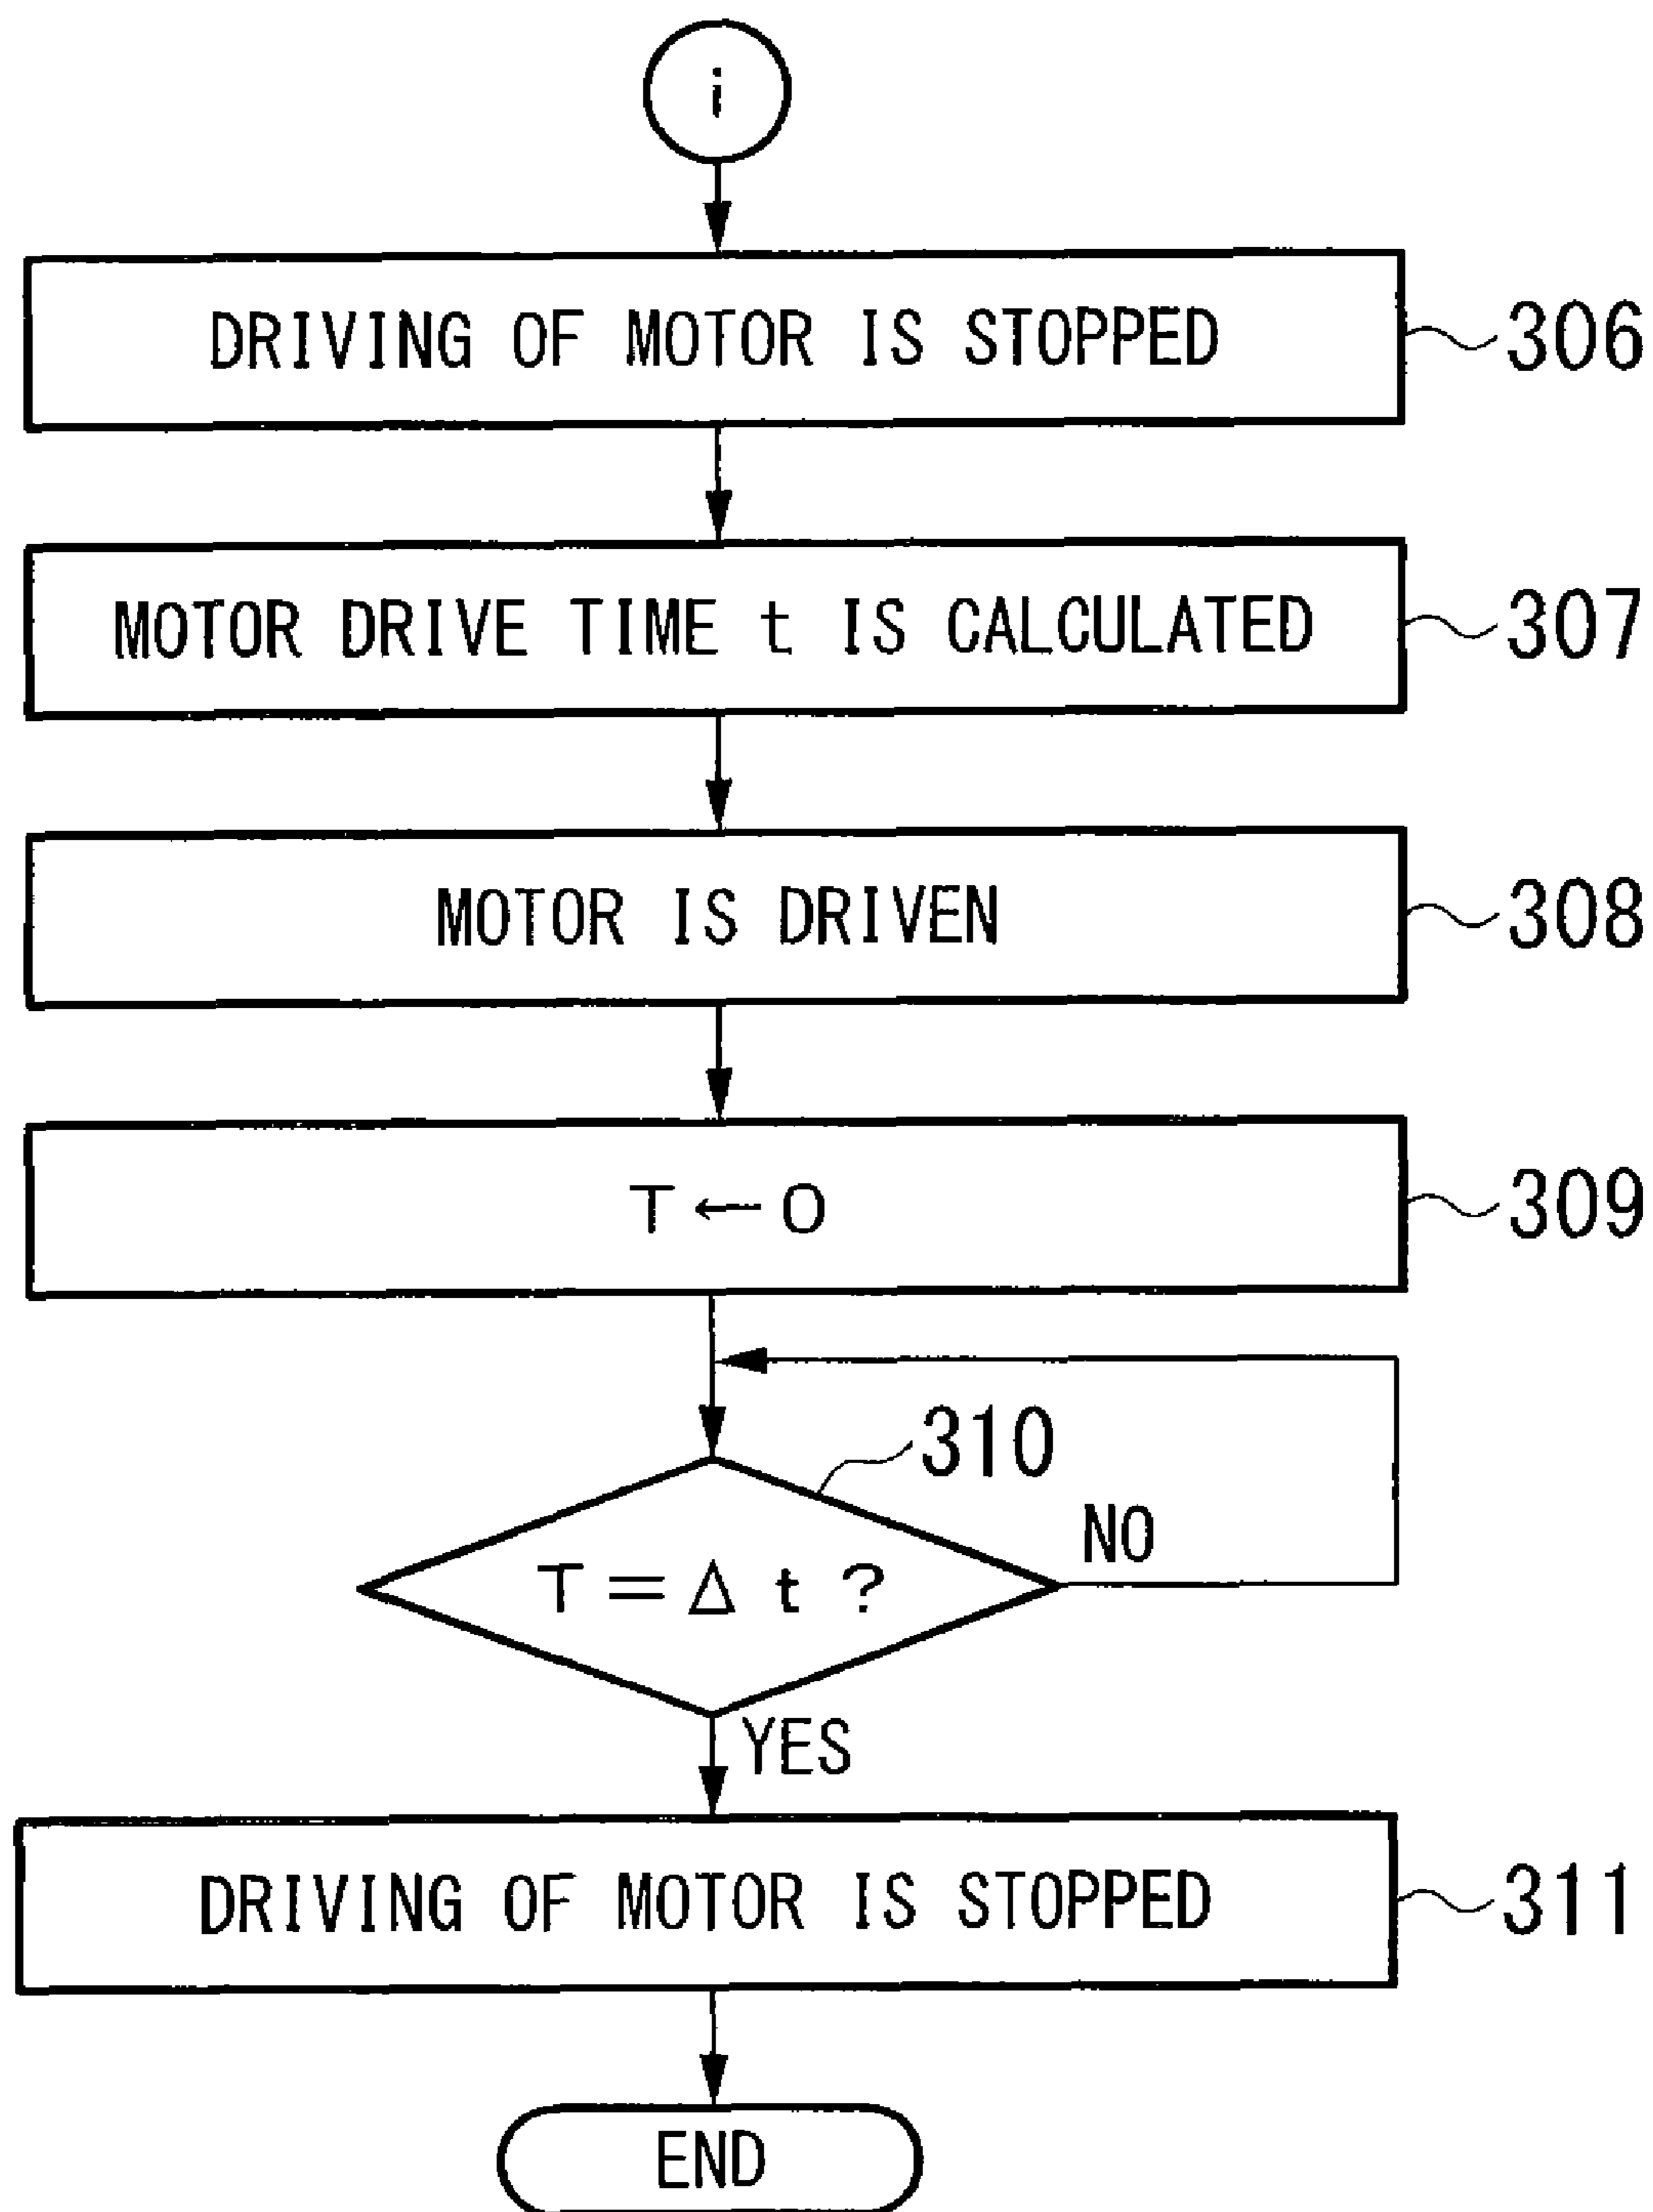 i
DRIVING OF MOTOR IS STOPPED 306
MOTOR DRIVE TIME t IS CALCULATED 307
MOTOR IS DRIVEN 308
T ← 0 309
310
NO
T = Δ t ?
YES
DRIVING OF MOTOR IS STOPPED 311
END